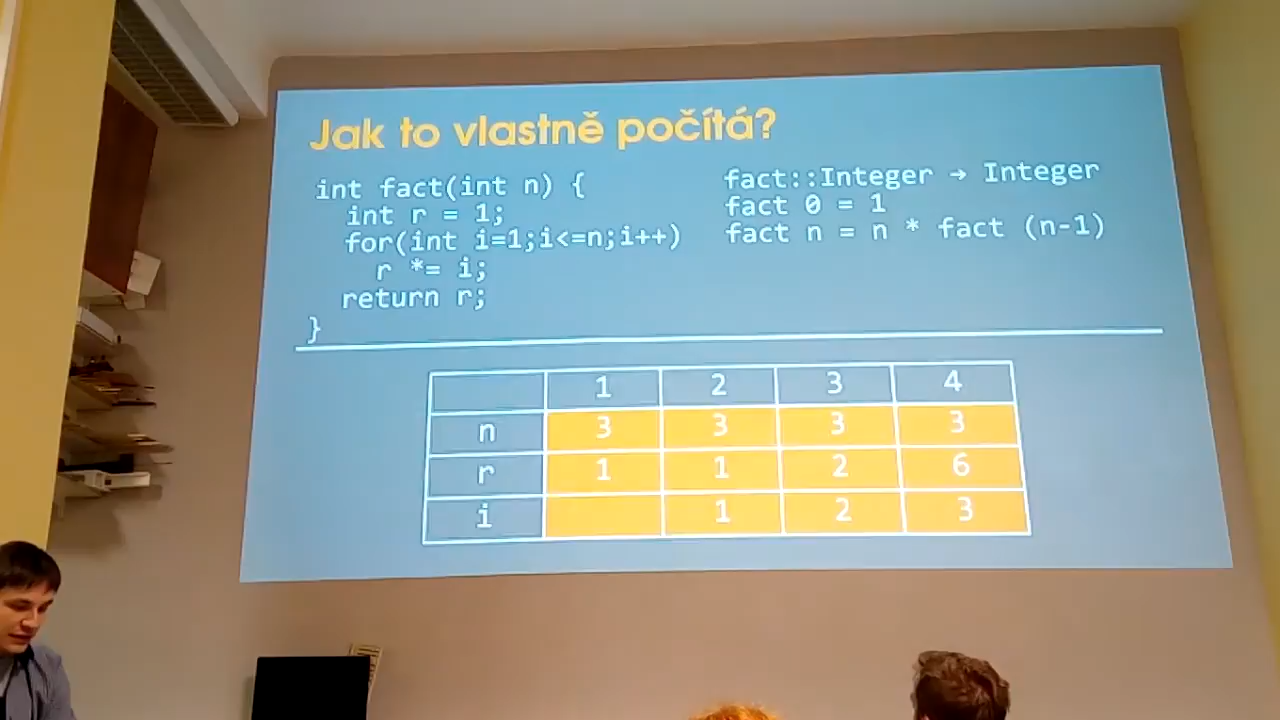 Jak to vlastně počítá?
int fact(int n) {
int r = 1;
for(int i=1;i<=n;i++)
r *= i;
return r;
}
fact::Integer → Integer
fact 0 = 1
fact n = n * fact (n-1)
1 2 3 4
n 3 3 3 3
r 1 1 2 6
i 1 2 3